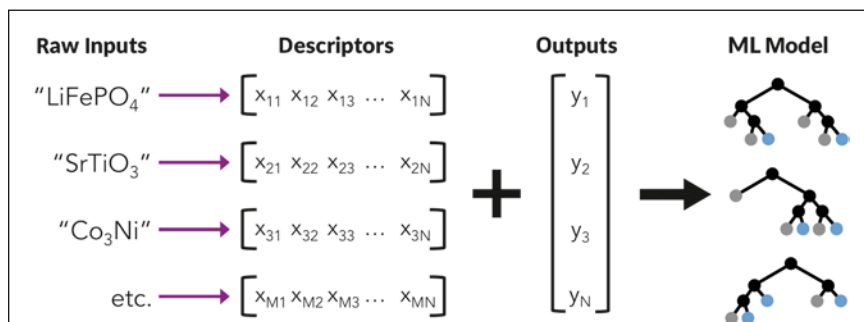 Raw Inputs Descriptors Outputs ML Model
“LiFePO₄” [x₁₁ x₁₂ x₁₃ … x₁N] y₁
“SrTiO₃” [x₂₁ x₂₂ x₂₃ … x₂N] y₂
+
“Co₃Ni” [x₃₁ x₃₂ x₃₃ … x₃N] y₃
etc. [xM₁ xM₂ xM₃ … xMN] yN